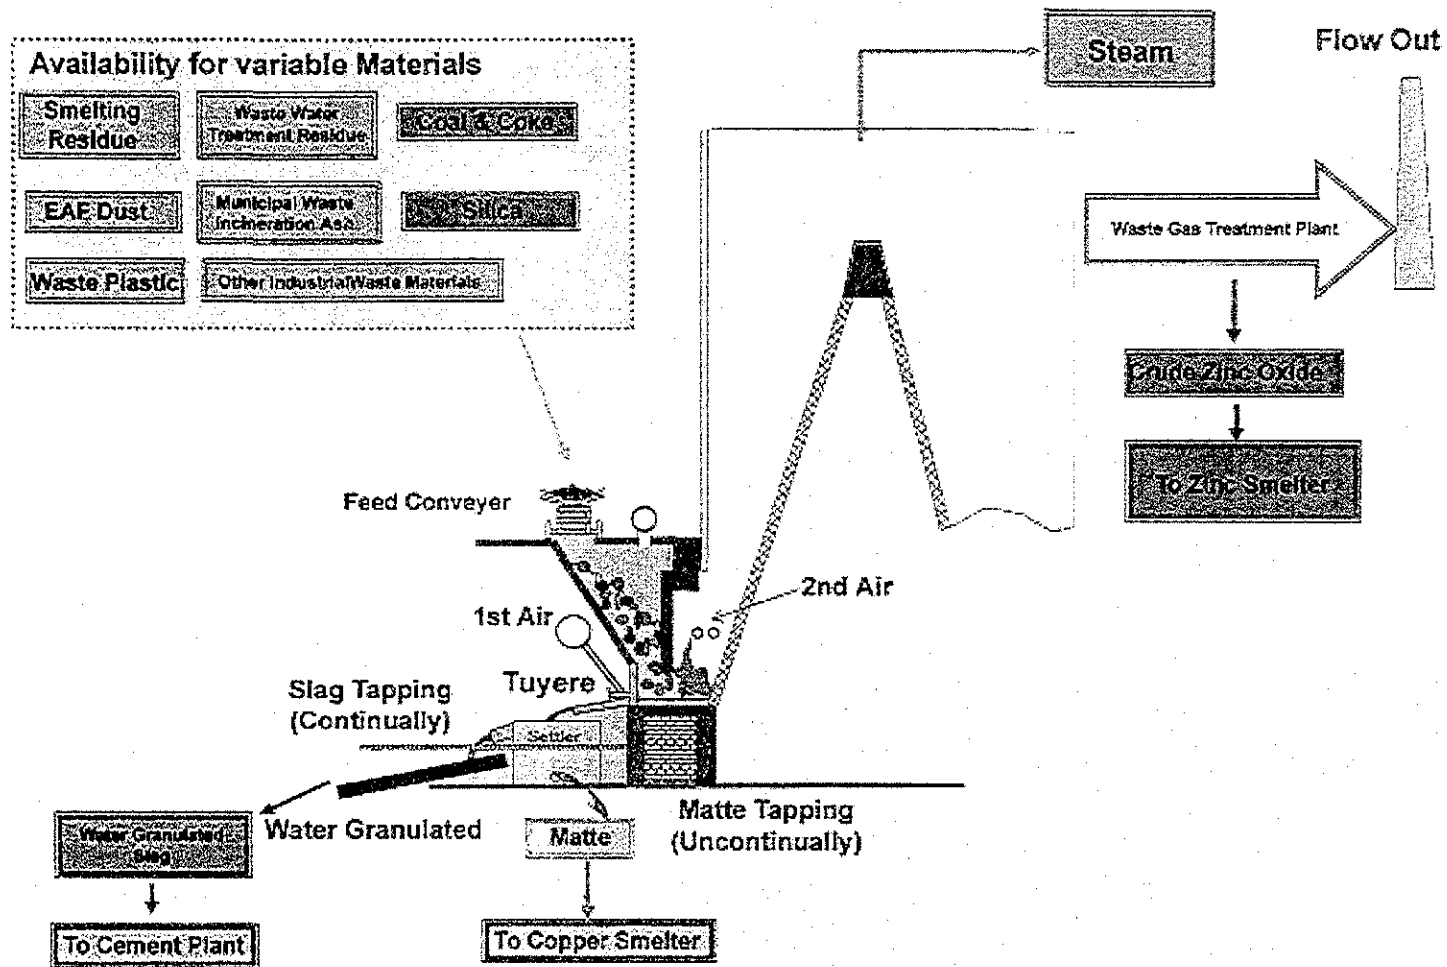 Availability for variable Materials
Smelting
Residue
Waste Water
Treatment Residue
Coal & Coke
EAF Dust
Municipal Waste
Incineration Ash
Silica
Waste Plastic
Other IndustrialWaste Materials
Steam
Flow Out
Waste Gas Treatment Plant
Crude Zinc Oxide
To Zinc Smelter
Feed Conveyer
1st Air
2nd Air
Tuyere
Slag Tapping
(Continually)
Settler
Water Granulated
Matte Tapping
(Uncontinually)
Water Granulated
Slag
Matte
To Cement Plant
To Copper Smelter